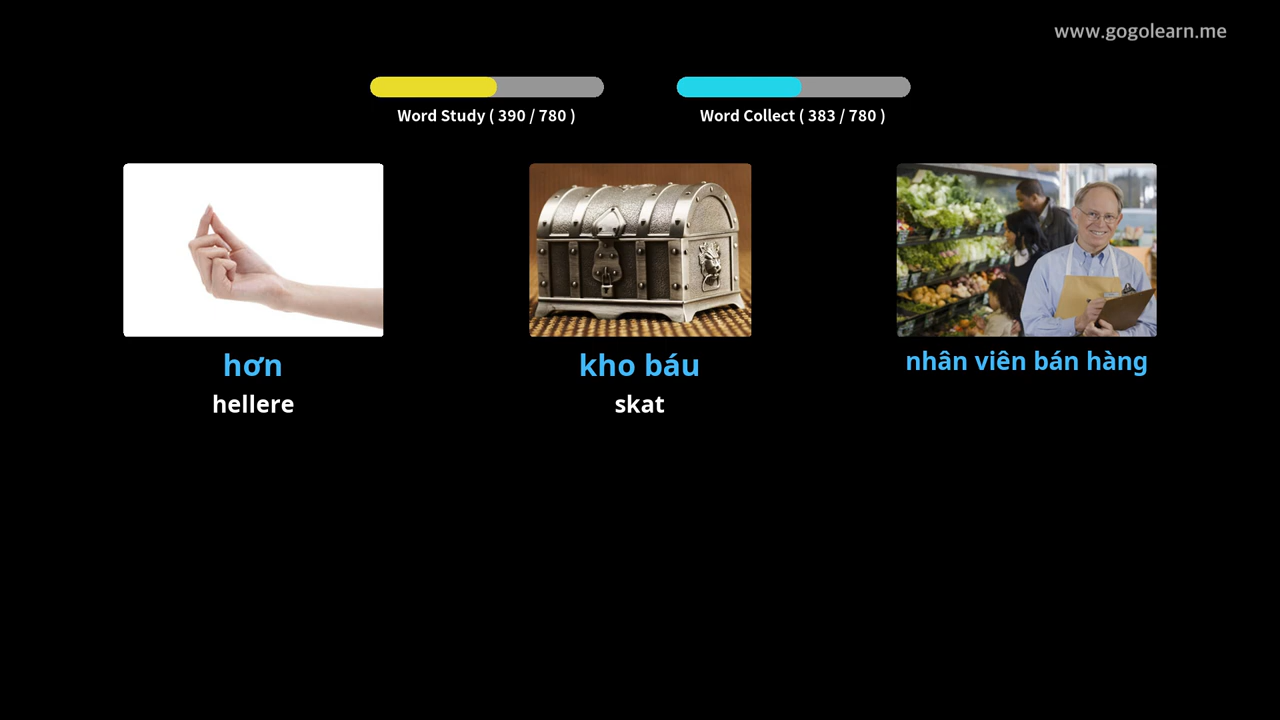 www.gogolearn.me
Word Study ( 390 / 780 )
Word Collect ( 383 / 780 )
hơn
hellere
kho báu
skat
nhân viên bán hàng